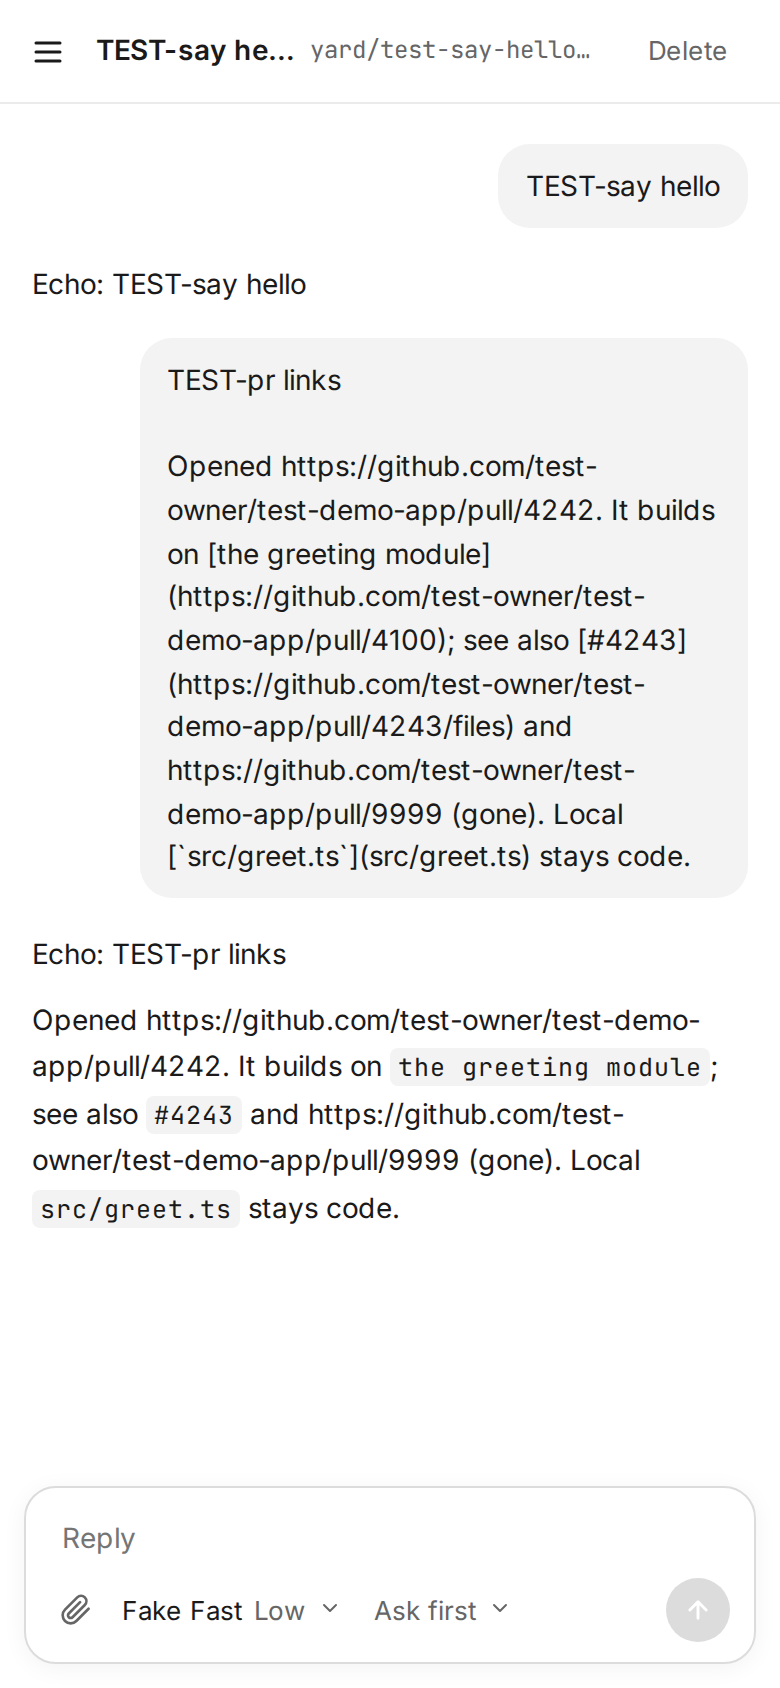 TEST-say he... yard/test-say-hello… Delete
TEST-say hello
Echo: TEST-say hello
TEST-pr links
Opened https://github.com/test-
owner/test-demo-app/pull/4242. It builds
on [the greeting module]
(https://github.com/test-owner/test-
demo-app/pull/4100); see also [#4243]
(https://github.com/test-owner/test-
demo-app/pull/4243/files) and
https://github.com/test-owner/test-
demo-app/pull/9999 (gone). Local
[`src/greet.ts`](src/greet.ts) stays code.
Echo: TEST-pr links
Opened https://github.com/test-owner/test-demo-
app/pull/4242. It builds on the greeting module;
see also #4243 and https://github.com/test-
owner/test-demo-app/pull/9999 (gone). Local
src/greet.ts stays code.
Reply
Fake Fast Low Ask first